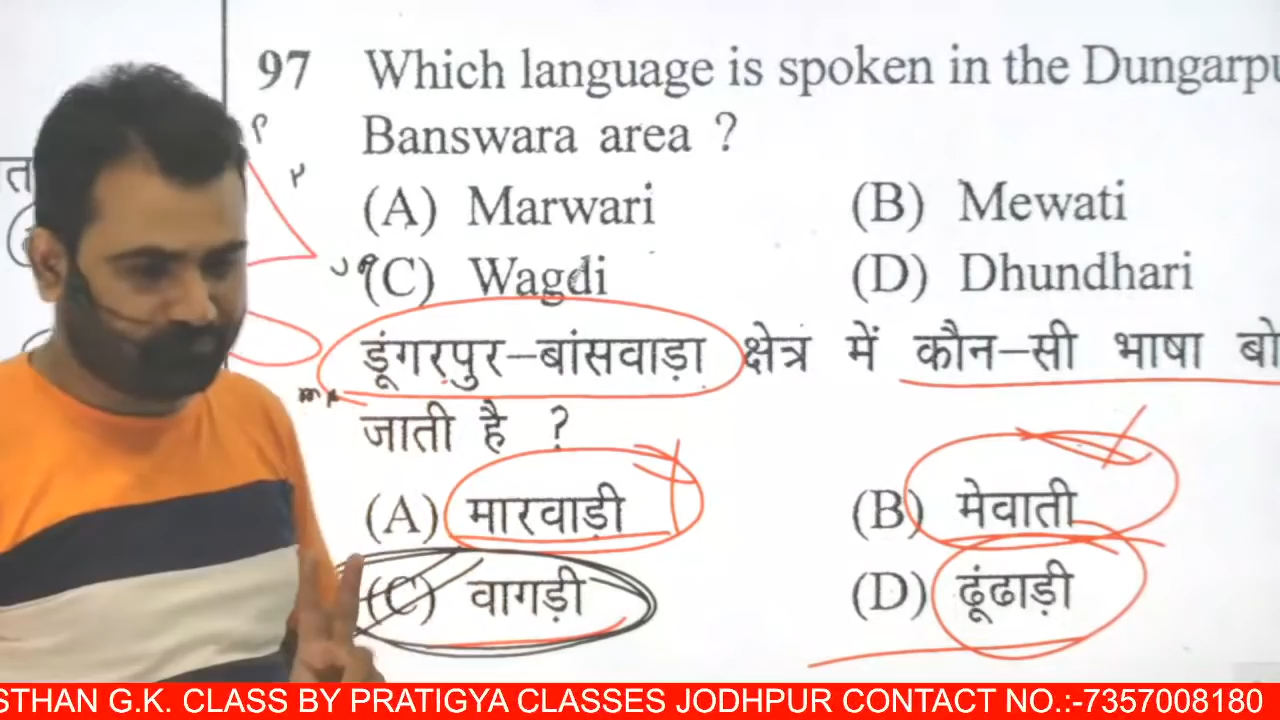 97 Which language is spoken in the Dungarpu
Banswara area ?
(A) Marwari (B) Mewati
(C) Wagdi (D) Dhundhari
डूंगरपुर–बांसवाड़ा क्षेत्र में कौन–सी भाषा बो
जाती है ?
(A) मारवाड़ी (B) मेवाती
(C) वागड़ी (D) ढूंढाड़ी
STHAN G.K. CLASS BY PRATIGYA CLASSES JODHPUR CONTACT NO.:-7357008180